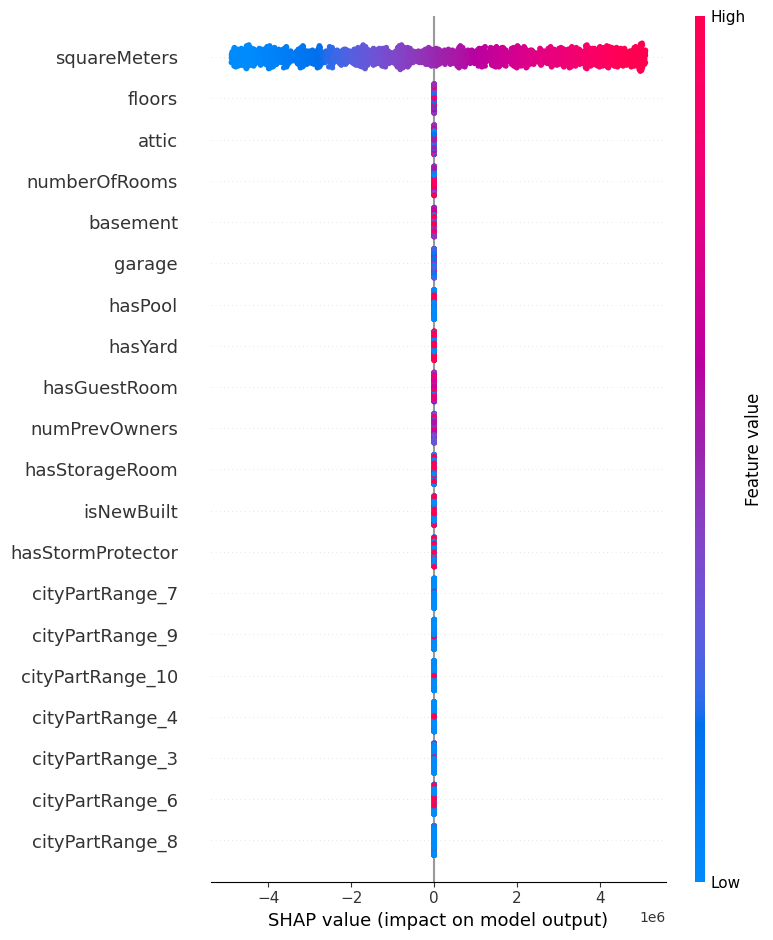 High
squareMeters
floors
attic
numberOfRooms
basement
garage
hasPool
hasYard
hasGuestRoom
numPrevOwners
hasStorageRoom
isNewBuilt
hasStormProtector
cityPartRange_7
cityPartRange_9
cityPartRange_10
cityPartRange_4
cityPartRange_3
cityPartRange_6
cityPartRange_8
Feature value
Low
−4 −2 0 2 4
1e6
SHAP value (impact on model output)